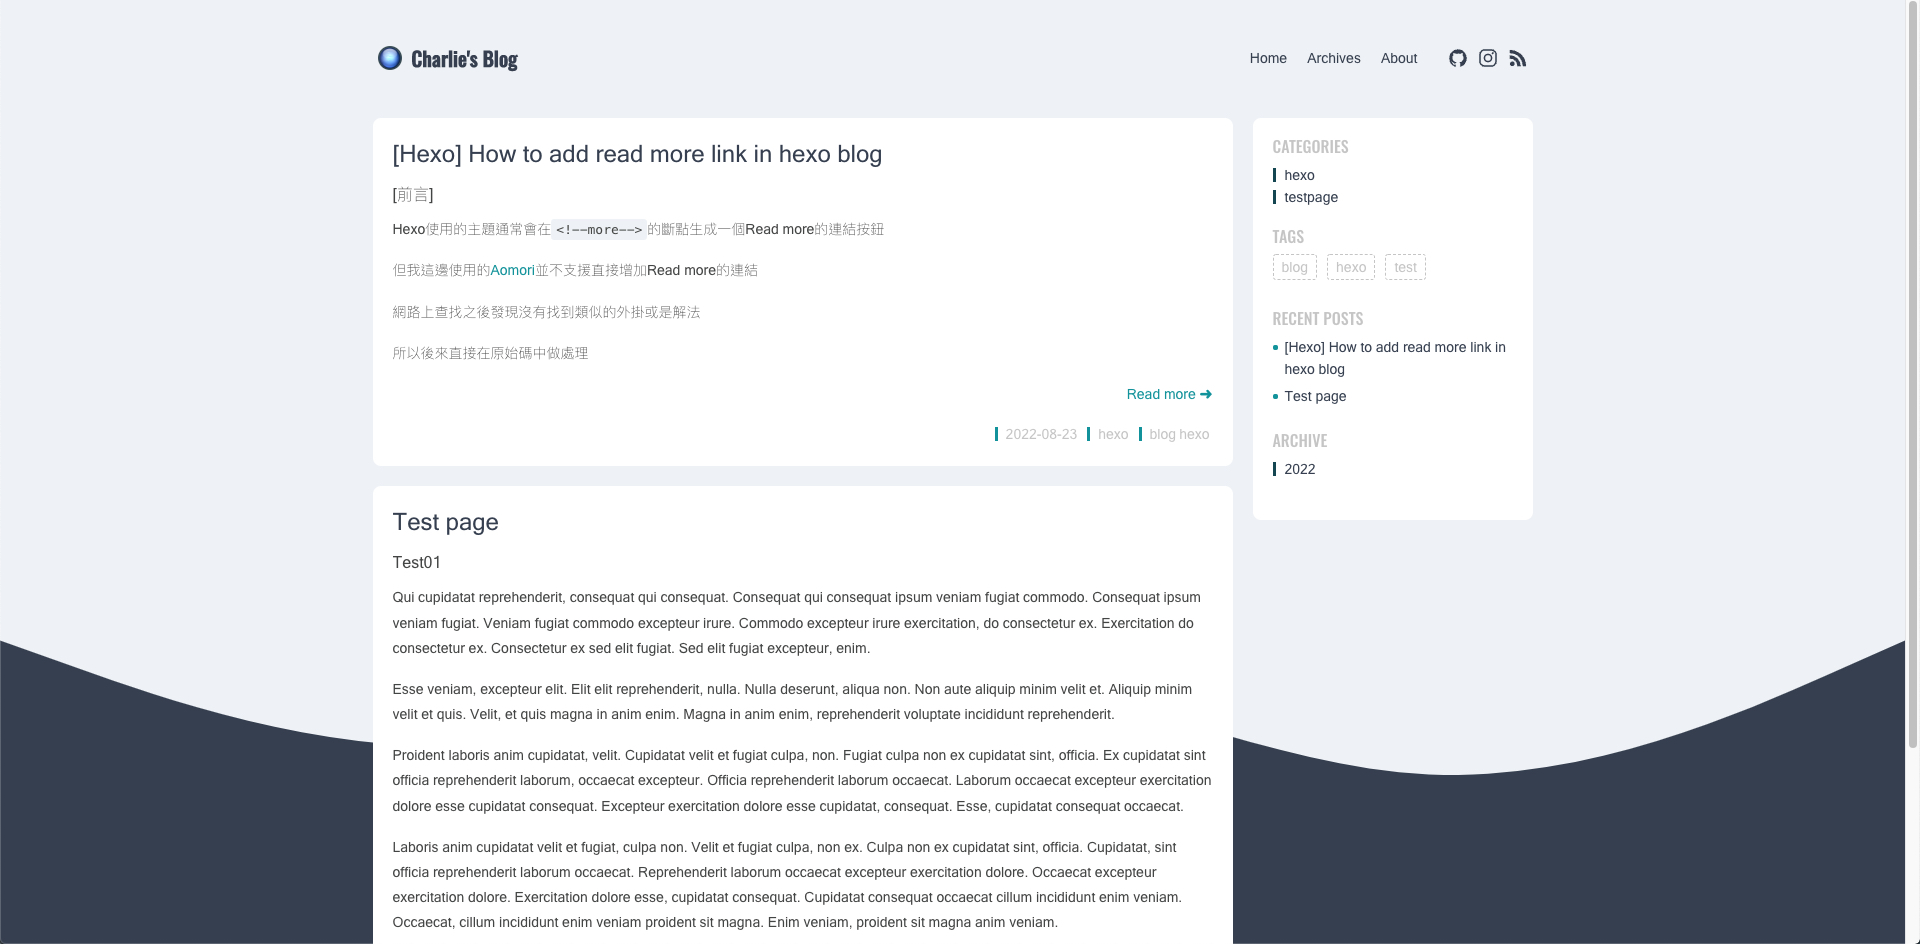 Charlie's Blog
Home Archives About
[Hexo] How to add read more link in hexo blog
[前言]
Hexo使用的主題通常會在 <!--more--> 的斷點生成一個Read more的連結按鈕
但我這邊使用的Aomori並不支援直接增加Read more的連結
網路上查找之後發現沒有找到類似的外掛或是解法
所以後來直接在原始碼中做處理
Read more ➜
2022-08-23 hexo blog hexo
Test page
Test01
Qui cupidatat reprehenderit, consequat qui consequat. Consequat qui consequat ipsum veniam fugiat commodo. Consequat ipsum
veniam fugiat. Veniam fugiat commodo excepteur irure. Commodo excepteur irure exercitation, do consectetur ex. Exercitation do
consectetur ex. Consectetur ex sed elit fugiat. Sed elit fugiat excepteur, enim.
Esse veniam, excepteur elit. Elit elit reprehenderit, nulla. Nulla deserunt, aliqua non. Non aute aliquip minim velit et. Aliquip minim
velit et quis. Velit, et quis magna in anim enim. Magna in anim enim, reprehenderit voluptate incididunt reprehenderit.
Proident laboris anim cupidatat, velit. Cupidatat velit et fugiat culpa, non. Fugiat culpa non ex cupidatat sint, officia. Ex cupidatat sint
officia reprehenderit laborum, occaecat excepteur. Officia reprehenderit laborum occaecat. Laborum occaecat excepteur exercitation
dolore esse cupidatat consequat. Excepteur exercitation dolore esse cupidatat, consequat. Esse, cupidatat consequat occaecat.
Laboris anim cupidatat velit et fugiat, culpa non. Velit et fugiat culpa, non ex. Culpa non ex cupidatat sint, officia. Cupidatat, sint
officia reprehenderit laborum occaecat. Reprehenderit laborum occaecat excepteur exercitation dolore. Occaecat excepteur
exercitation dolore. Exercitation dolore esse, cupidatat consequat. Cupidatat consequat occaecat cillum incididunt enim veniam.
Occaecat, cillum incididunt enim veniam proident sit magna. Enim veniam, proident sit magna anim veniam.
CATEGORIES
hexo
testpage
TAGS
blog hexo test
RECENT POSTS
[Hexo] How to add read more link in
hexo blog
Test page
ARCHIVE
2022